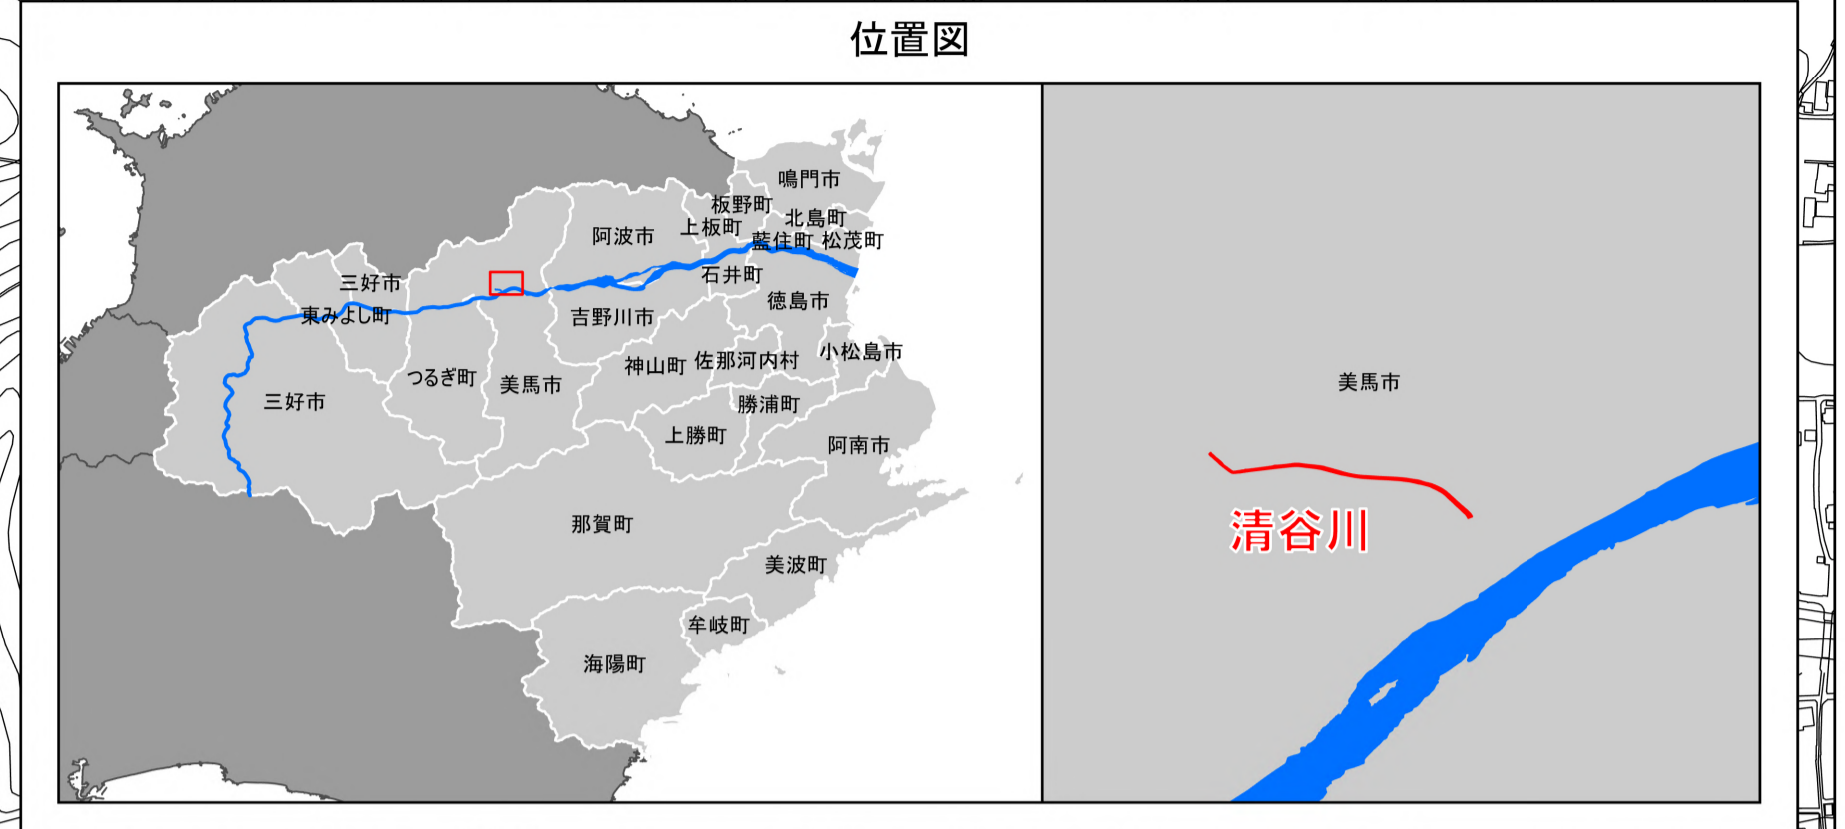 位置図
鳴門市
板野町
北島町
上板町
阿波市
藍住町
松茂町
石井町
三好市
徳島市
東みよし町
吉野川市
小松島市
佐那河内村
神山町
つるぎ町
美馬市
三好市
勝浦町
上勝町
阿南市
那賀町
美波町
牟岐町
海陽町
美馬市
清谷川